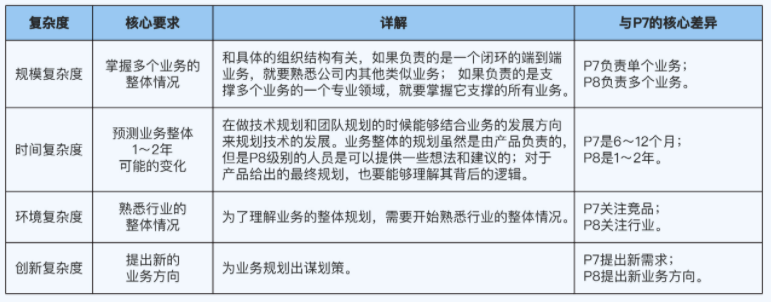 复杂度 核心要求 详解 与P7的核心差异
规模复杂度
掌握多个业务的
整体情况
和具体的组织结构有关，如果负责的是一个闭环的端到端
业务，就要熟悉公司内其他类似业务； 如果负责的是支
撑多个业务的一个专业领域，就要掌握它支撑的所有业务。
P7负责单个业务；
P8负责多个业务。
时间复杂度
预测业务整体
1～2年
可能的变化
在做技术规划和团队规划的时候能够结合业务的发展方向
来规划技术的发展。业务整体的规划虽然是由产品负责的，
但是P8级别的人员是可以提供一些想法和建议的；对于
产品给出的最终规划，也要能够理解其背后的逻辑。
P7是6～12个月；
P8是1～2年。
环境复杂度
熟悉行业的
整体情况
为了理解业务的整体规划，需要开始熟悉行业的整体情况。
P7关注竞品；
P8关注行业。
创新复杂度
提出新的
业务方向
为业务规划出谋划策。
P7提出新需求；
P8提出新业务方向。